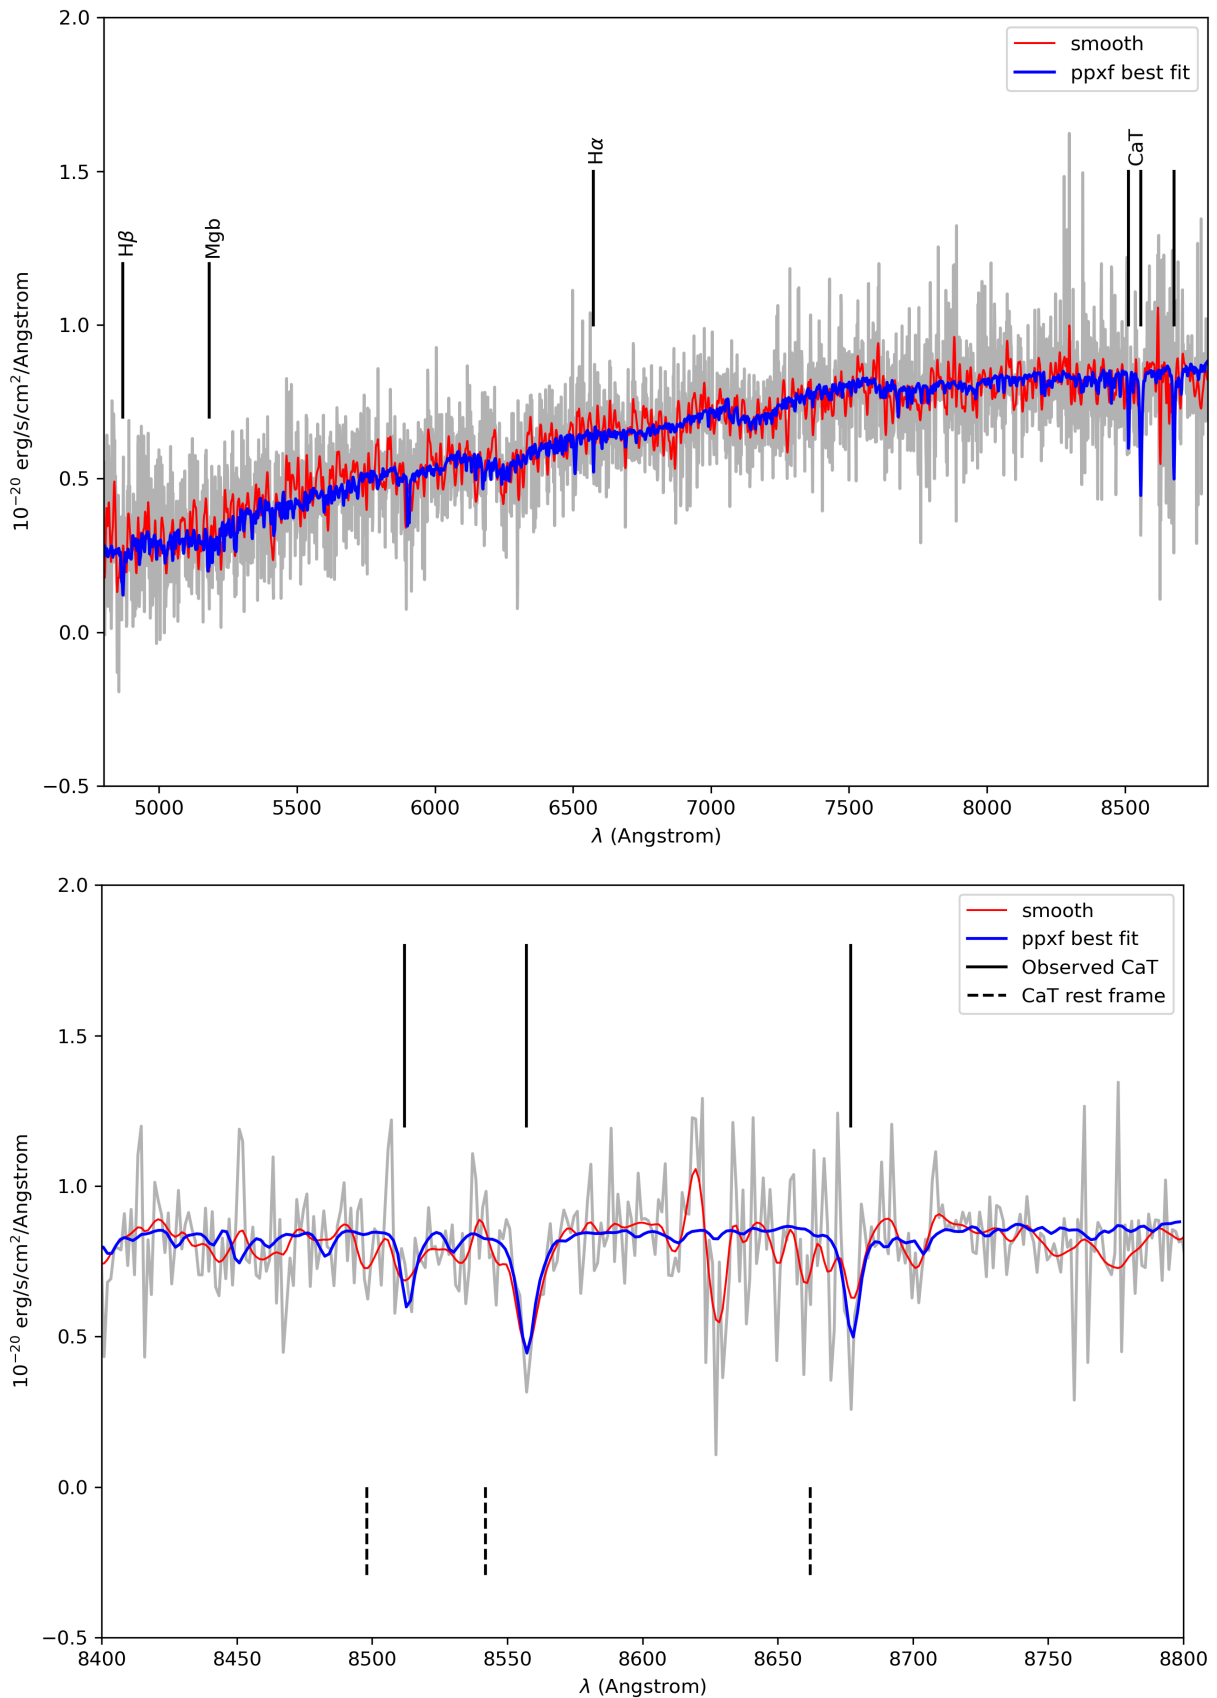 2.0
1.5
1.0
0.5
0.0
−0.5
10⁻²⁰ erg/s/cm²/Angstrom
smooth
ppxf best fit
Hβ
Mgb
Hα
CaT
5000 5500 6000 6500 7000 7500 8000 8500
λ (Angstrom)
2.0
1.5
1.0
0.5
0.0
−0.5
10⁻²⁰ erg/s/cm²/Angstrom
smooth
ppxf best fit
Observed CaT
CaT rest frame
8400 8450 8500 8550 8600 8650 8700 8750 8800
λ (Angstrom)